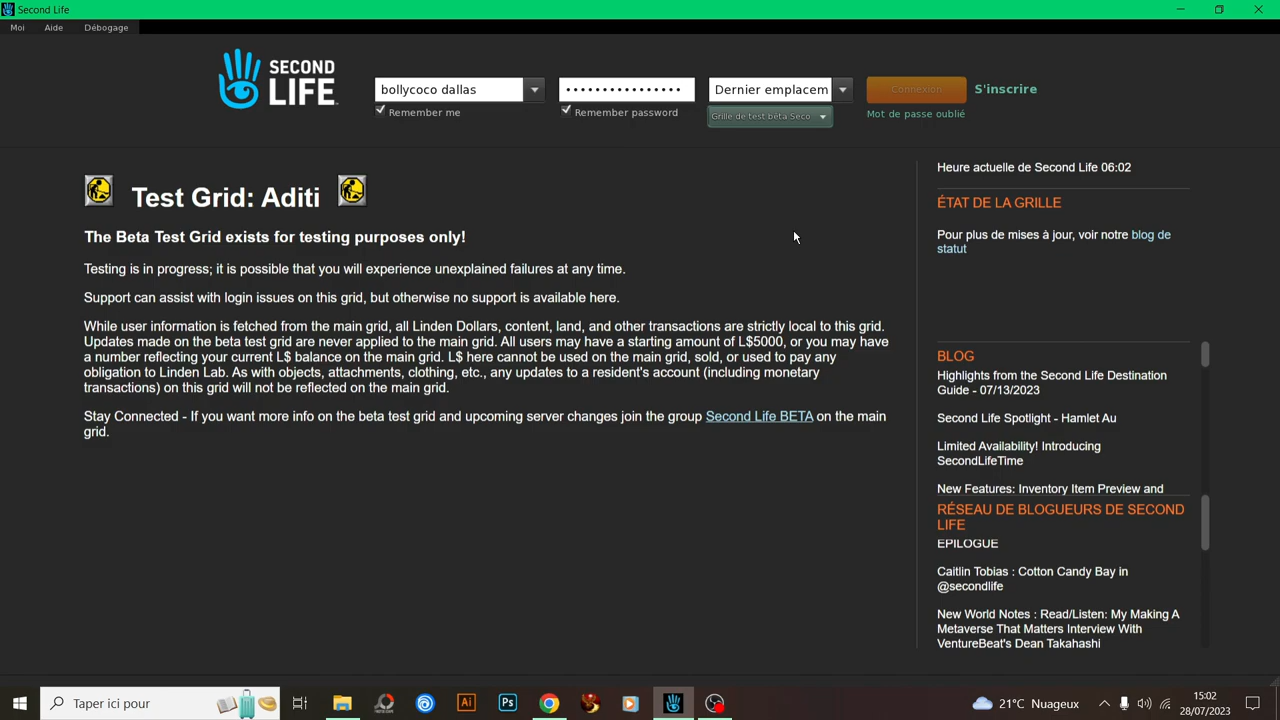 Second Life
Moi Aide Débogage
SECOND
LIFE
bollycoco dallas
Dernier emplacem
Connexion
S'inscrire
Remember me
Remember password
Grille de test bêta Seco
Mot de passe oublié
Test Grid: Aditi
The Beta Test Grid exists for testing purposes only!
Testing is in progress; it is possible that you will experience unexplained failures at any time.
Support can assist with login issues on this grid, but otherwise no support is available here.
While user information is fetched from the main grid, all Linden Dollars, content, land, and other transactions are strictly local to this grid.
Updates made on the beta test grid are never applied to the main grid. All users may have a starting amount of L$5000, or you may have
a number reflecting your current L$ balance on the main grid. L$ here cannot be used on the main grid, sold, or used to pay any
obligation to Linden Lab. As with objects, attachments, clothing, etc., any updates to a resident's account (including monetary
transactions) on this grid will not be reflected on the main grid.
Stay Connected - If you want more info on the beta test grid and upcoming server changes join the group Second Life BETA on the main
grid.
Heure actuelle de Second Life 06:02
ÉTAT DE LA GRILLE
Pour plus de mises à jour, voir notre blog de
statut
BLOG
Highlights from the Second Life Destination
Guide - 07/13/2023
Second Life Spotlight - Hamlet Au
Limited Availability! Introducing
SecondLifeTime
New Features: Inventory Item Preview and
RÉSEAU DE BLOGUEURS DE SECOND
LIFE
EPILOGUE
Caitlin Tobias : Cotton Candy Bay in
@secondlife
New World Notes : Read/Listen: My Making A
Metaverse That Matters Interview With
VentureBeat's Dean Takahashi
Taper ici pour
Ai
Ps
21°C Nuageux
15:02
28/07/2023